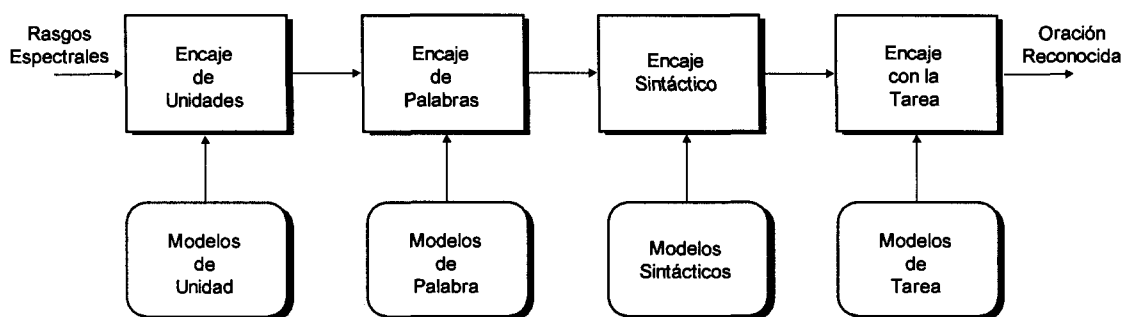 Rasgos
Espectrales
Encaje
de
Unidades
Encaje
de
Palabras
Encaje
Sintáctico
Encaje
con la
Tarea
Oración
Reconocida
Modelos
de
Unidad
Modelos
de
Palabra
Modelos
Sintácticos
Modelos
de
Tarea